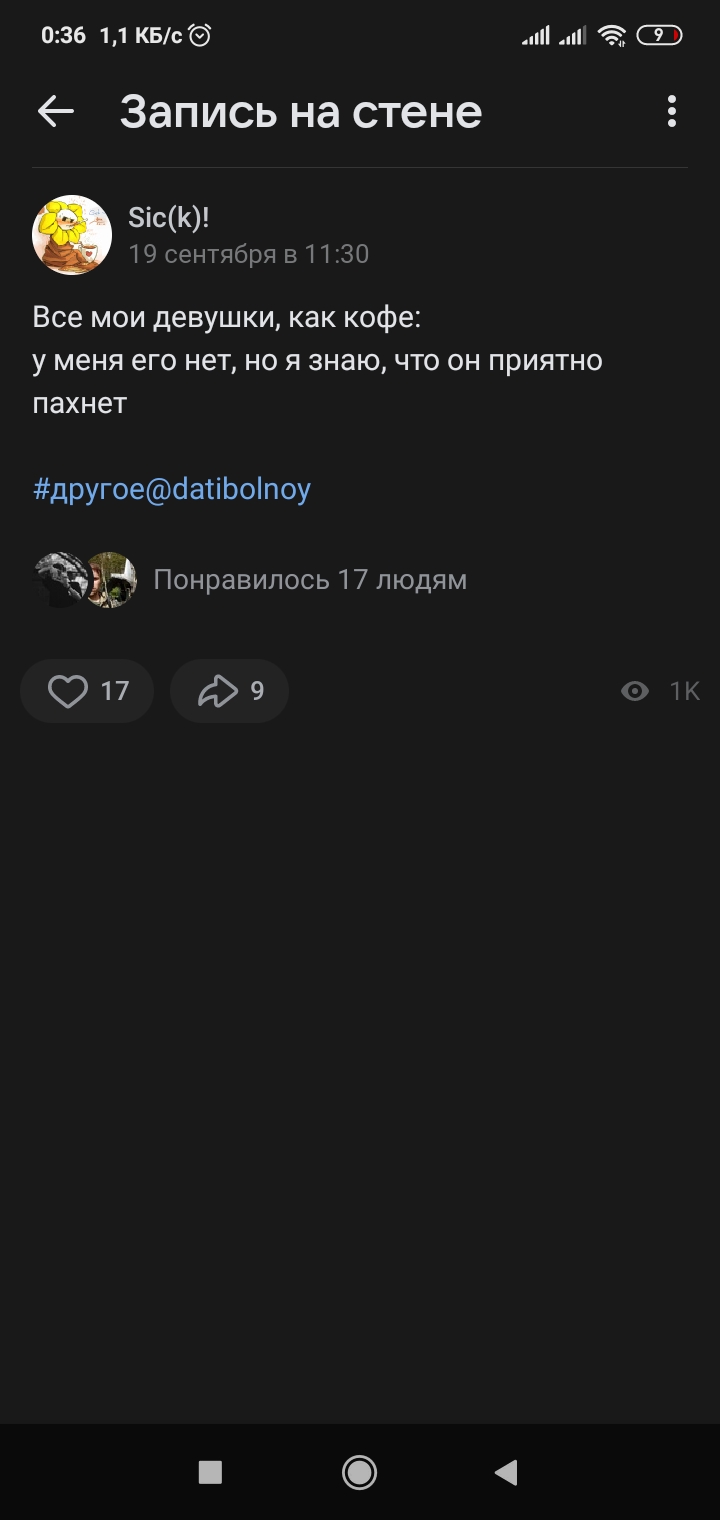 0:36 1,1 КБ/с 9
Запись на стене
Sic(k)!
19 сентября в 11:30
Все мои девушки, как кофе:
у меня его нет, но я знаю, что он приятно
пахнет
#другое@datibolnoy
Понравилось 17 людям
17 9 1K